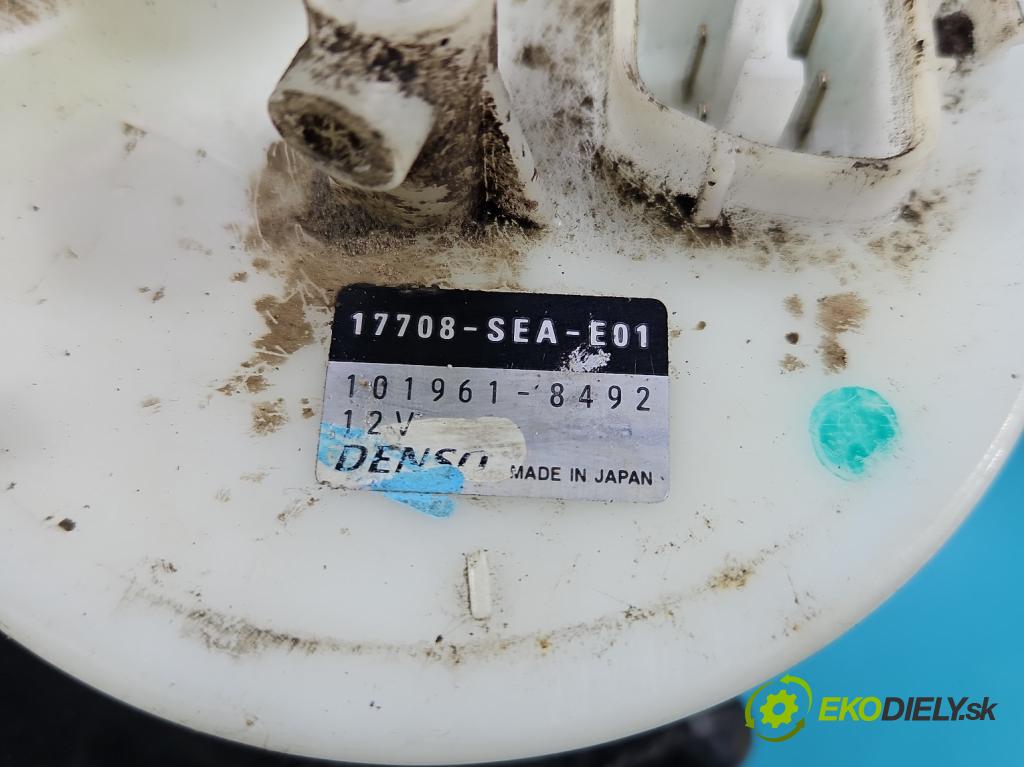 17708-SEA-E01
101961-8492
12V
DENSO MADE IN JAPAN
EKODIELY.sk